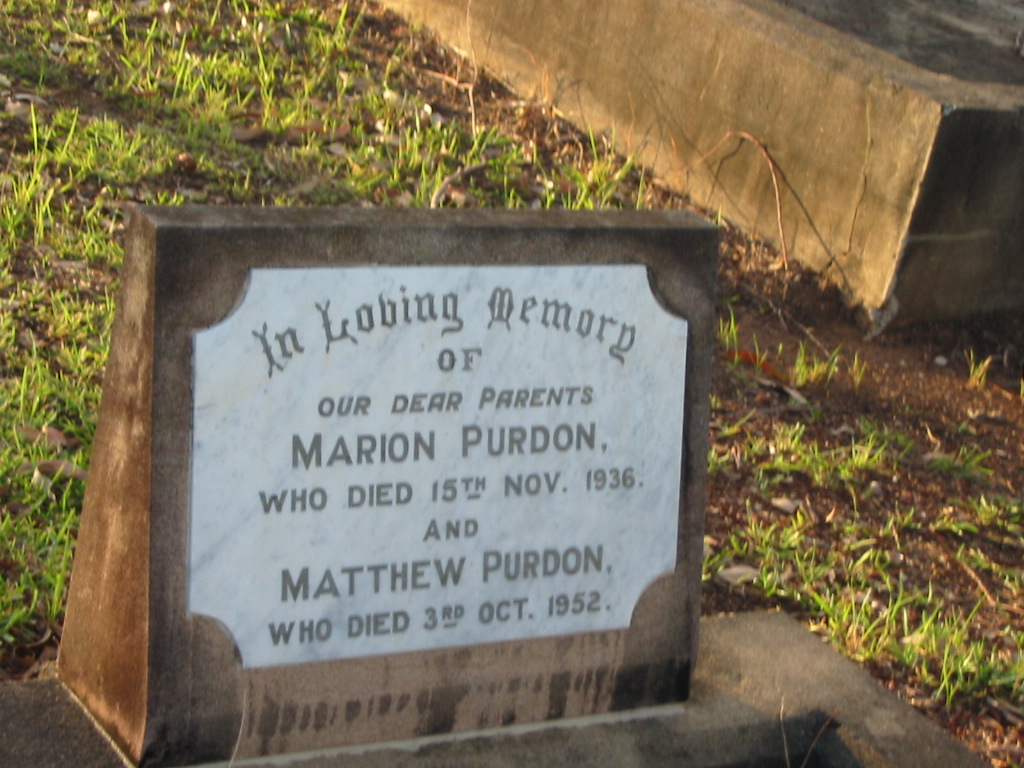 In Loving Memory
OF
OUR DEAR PARENTS
MARION PURDON,
WHO DIED 15TH NOV. 1936.
AND
MATTHEW PURDON,
WHO DIED 3RD OCT. 1952.